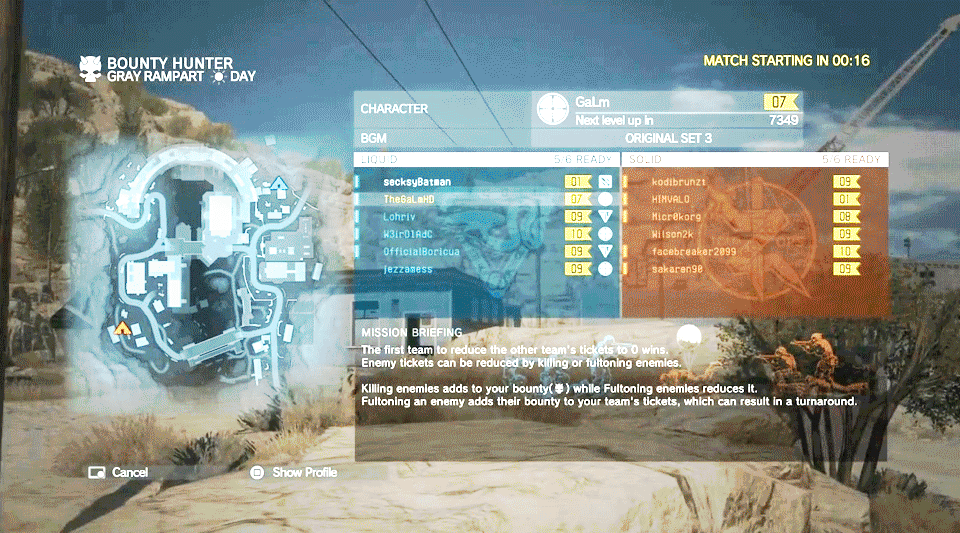 BOUNTY HUNTER
GRAY RAMPART DAY
MATCH STARTING IN 00:16
CHARACTER
GaLm
07
Next level up in
7349
BGM
ORIGINAL SET 3
LIQUID
5/6 READY
SOLID
5/6 READY
secksyBatman 01
TheGaLmHD 07
Lohriv 09
W3irDlAdC 10
OfficialBoricua 09
jezzamess 09
kodibrunzt 09
HIMVALO 01
Micr0korg 08
Wilson2k 09
facebreaker2099 10
sakaran90 09
MISSION BRIEFING
The first team to reduce the other team's tickets to 0 wins.
Enemy tickets can be reduced by killing or fultoning enemies.
Killing enemies adds to your bounty( ) while Fultoning enemies reduces it.
Fultoning an enemy adds their bounty to your team's tickets, which can result in a turnaround.
Cancel
Show Profile